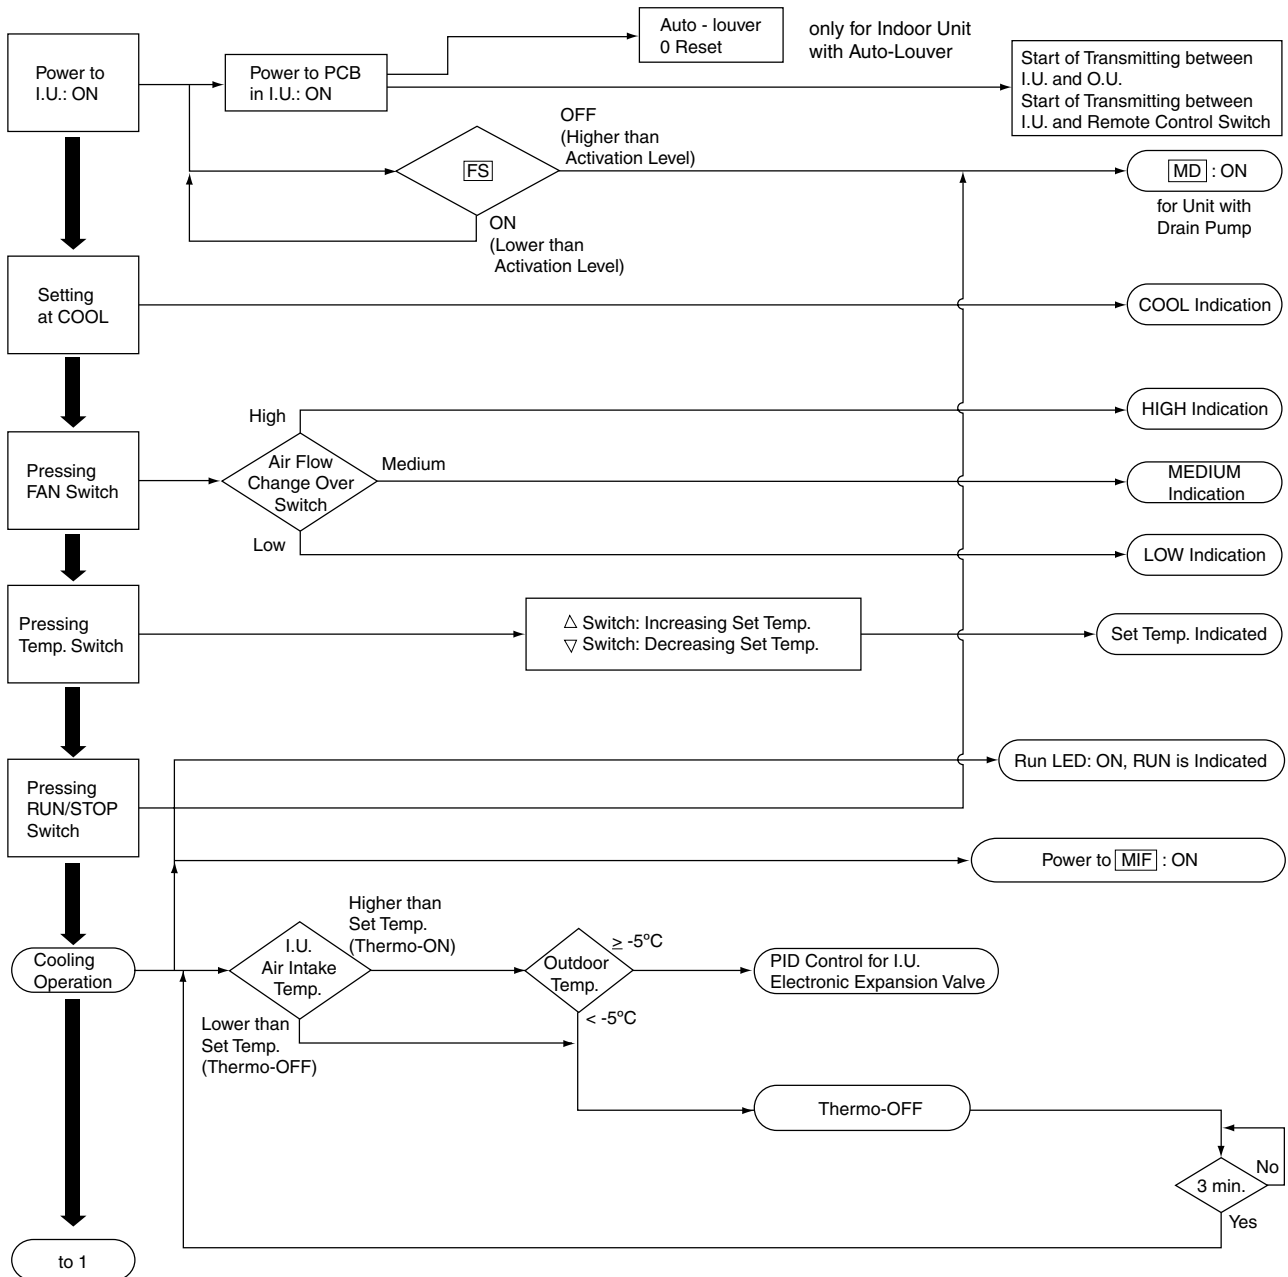 Auto - louver
0 Reset
only for Indoor Unit
with Auto-Louver
Power to
I.U.: ON
Power to PCB
in I.U.: ON
Start of Transmitting between
I.U. and O.U.
Start of Transmitting between
I.U. and Remote Control Switch
OFF
(Higher than
Activation Level)
FS
MD : ON
for Unit with
Drain Pump
ON
(Lower than
Activation Level)
Setting
at COOL
COOL Indication
High
HIGH Indication
Pressing
FAN Switch
Air Flow
Change Over
Switch
Medium
MEDIUM
Indication
Low
LOW Indication
Pressing
Temp. Switch
△ Switch: Increasing Set Temp.
▽ Switch: Decreasing Set Temp.
Set Temp. Indicated
Run LED: ON, RUN is Indicated
Pressing
RUN/STOP
Switch
Power to MIF : ON
Higher than
Set Temp.
(Thermo-ON)
Cooling
Operation
I.U.
Air Intake
Temp.
Outdoor
Temp.
≥ -5ºC
PID Control for I.U.
Electronic Expansion Valve
< -5ºC
Lower than
Set Temp.
(Thermo-OFF)
Thermo-OFF
No
3 min.
Yes
to 1